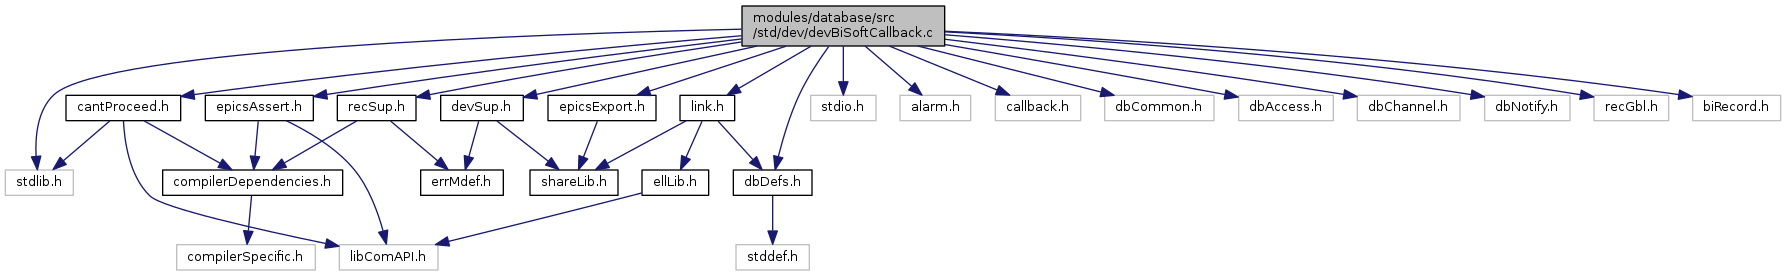 modules/database/src
/std/dev/devBiSoftCallback.c
cantProceed.h
epicsAssert.h
recSup.h
devSup.h
epicsExport.h
link.h
stdio.h
alarm.h
callback.h
dbCommon.h
dbAccess.h
dbChannel.h
dbNotify.h
recGbl.h
biRecord.h
stdlib.h
compilerDependencies.h
errMdef.h
shareLib.h
ellLib.h
dbDefs.h
compilerSpecific.h
libComAPI.h
stddef.h